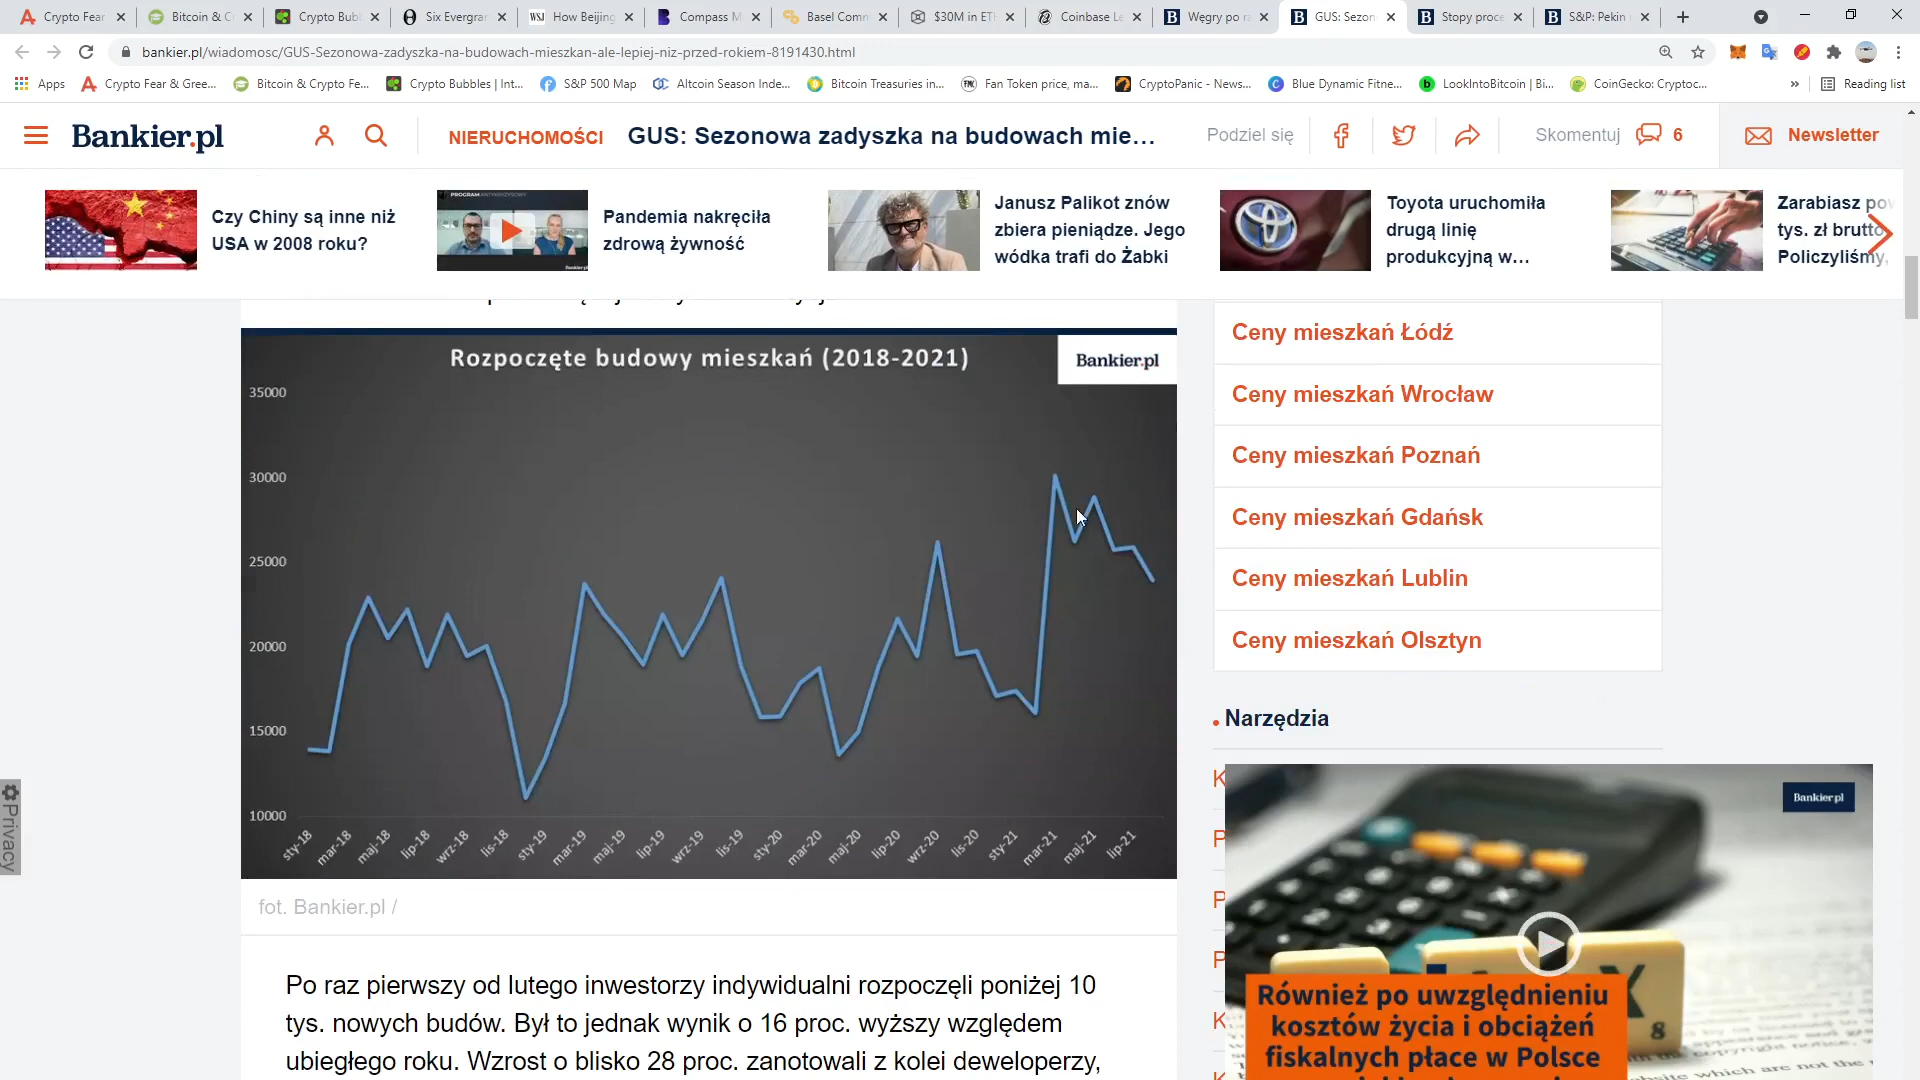 Crypto Fear
Bitcoin & C
Crypto Bubl
Six Evergran
WSJ How Beijing
Compass M
Basel Comm
$30M in ETH
Coinbase Le
B Węgry po ra
B GUS: Sezon
B Stopy proce
B S&P: Pekin
bankier.pl/wiadomosc/GUS-Sezonowa-zadyszka-na-budowach-mieszkan-ale-lepiej-niz-przed-rokiem-8191430.html
Apps
Crypto Fear & Gree...
Bitcoin & Crypto Fe...
Crypto Bubbles | Int...
S&P 500 Map
Altcoin Season Inde...
Bitcoin Treasuries in...
Fan Token price, ma...
CryptoPanic - News...
Blue Dynamic Fitne...
LookIntoBitcoin | Bi...
CoinGecko: Cryptoc...
»
Reading list
Bankier.pl
NIERUCHOMOŚCI
GUS: Sezonowa zadyszka na budowach mie...
Podziel się
Skomentuj
6
Newsletter
Czy Chiny są inne niż
USA w 2008 roku?
PROGRAM ANTYKRYZYSOWY
Bankier.pl
Pandemia nakręciła
zdrową żywność
Janusz Palikot znów
zbiera pieniądze. Jego
wódka trafi do Żabki
Toyota uruchomiła
drugą linię
produkcyjną w...
Zarabiasz pow
tys. zł brutto
Policzyliśmy,
Rozpoczęte budowy mieszkań (2018-2021)
Bankier.pl
35000
30000
25000
20000
15000
10000
sty-18
mar-18
maj-18
lip-18
wrz-18
lis-18
sty-19
mar-19
maj-19
lip-19
wrz-19
lis-19
sty-20
mar-20
maj-20
lip-20
wrz-20
lis-20
sty-21
mar-21
maj-21
lip-21
fot. Bankier.pl /
Po raz pierwszy od lutego inwestorzy indywidualni rozpoczęli poniżej 10
tys. nowych budów. Był to jednak wynik o 16 proc. wyższy względem
ubiegłego roku. Wzrost o blisko 28 proc. zanotowali z kolei deweloperzy,
Ceny mieszkań Łódź
Ceny mieszkań Wrocław
Ceny mieszkań Poznań
Ceny mieszkań Gdańsk
Ceny mieszkań Lublin
Ceny mieszkań Olsztyn
Narzędzia
K
P
P
P
K
K
Bankier.pl
X
8
Również po uwzględnieniu
kosztów życia i obciążeń
fiskalnych płace w Polsce
Privacy